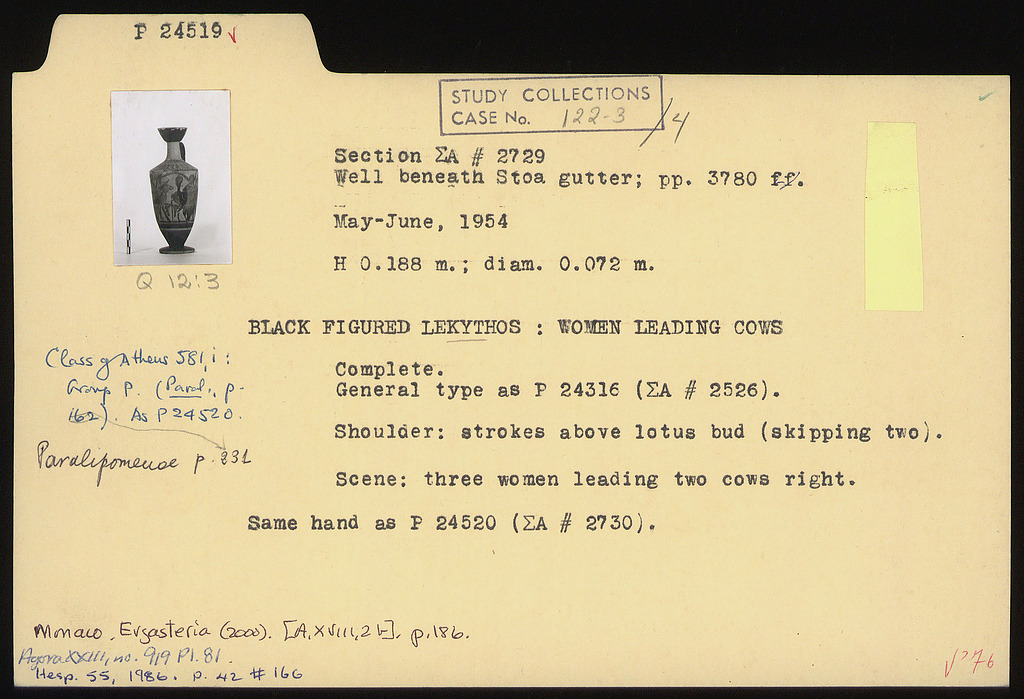 P 24519 √
STUDY COLLECTIONS
CASE No. 122-3/4
Section ΣA # 2729
Well beneath Stoa gutter; pp. 3780 ff.
May-June, 1954
H 0.188 m.; diam. 0.072 m.
Q 12:3
BLACK FIGURED LEKYTHOS : WOMEN LEADING COWS
Class of Athens 581, i :
Group P. (Paral., p.
162). As P 24520.
Paralipomenae p. 231
Complete.
General type as P 24316 (ΣA # 2526).
Shoulder: strokes above lotus bud (skipping two).
Scene: three women leading two cows right.
Same hand as P 24520 (ΣA # 2730).
Monaco, Ergasteria (2000). [A,XVIII,2b]. p.186.
Agora XXIII, no. 919 Pl. 81.
Hesp. 55, 1986. p. 42 # 166
√'76